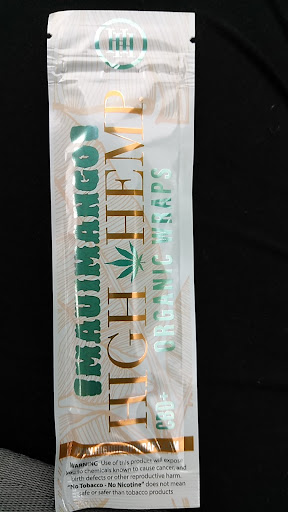 ¡MAUI MANGO!
HIGH HEMP
CBD+ ORGANIC WRAPS
WARNING: Use of this product will expose
you to chemicals known to cause cancer, and
birth defects or other reproductive harm.
"No Tobacco - No Nicotine" does not mean
safe or safer than tobacco products